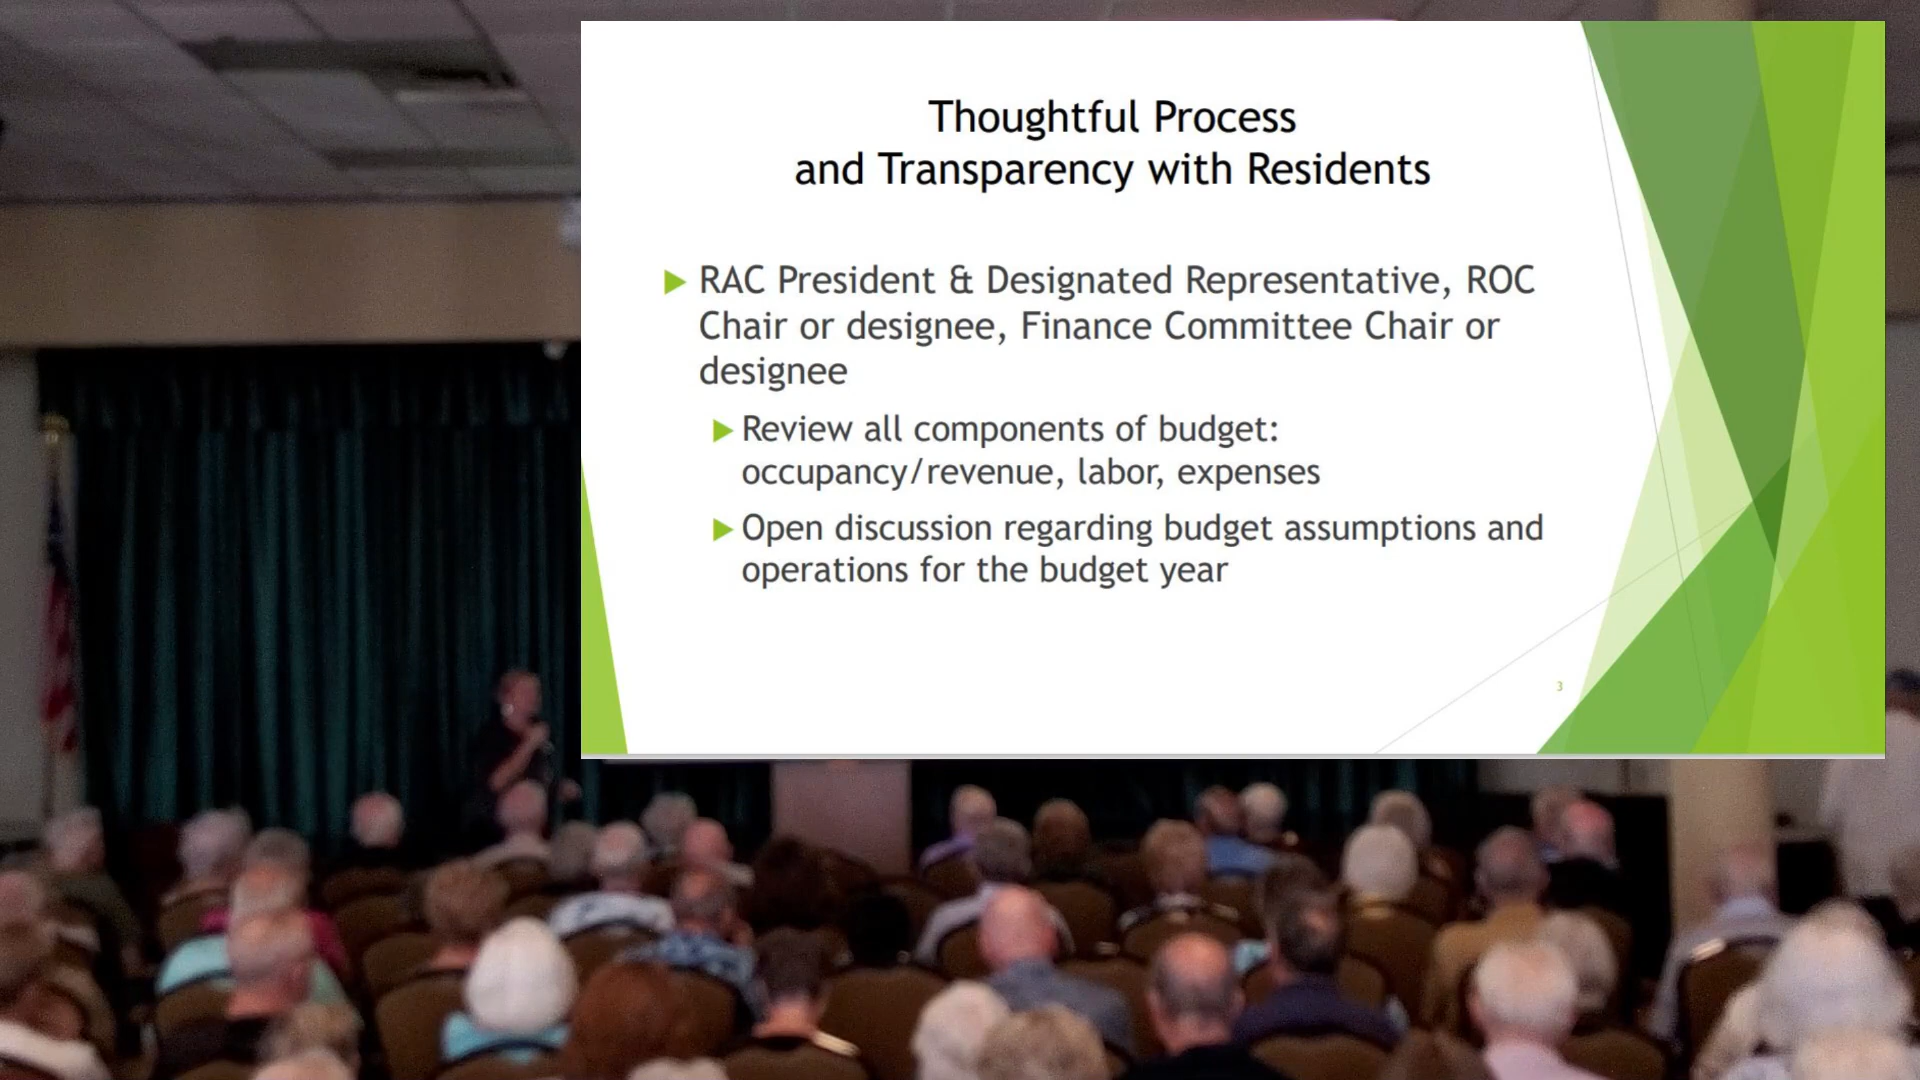 Thoughtful Process
and Transparency with Residents
RAC President & Designated Representative, ROC
Chair or designee, Finance Committee Chair or
designee
Review all components of budget:
occupancy/revenue, labor, expenses
Open discussion regarding budget assumptions and
operations for the budget year
3